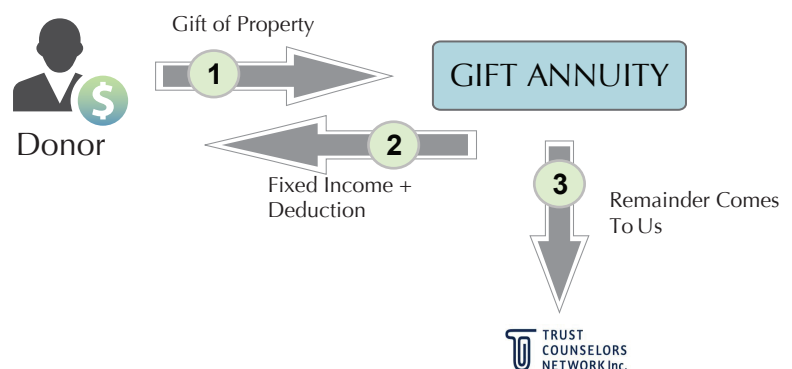 Gift of Property
1
GIFT ANNUITY
$
Donor
2
Fixed Income +
Deduction
3
Remainder Comes
To Us
TRUST
COUNSELORS
NETWORK Inc.